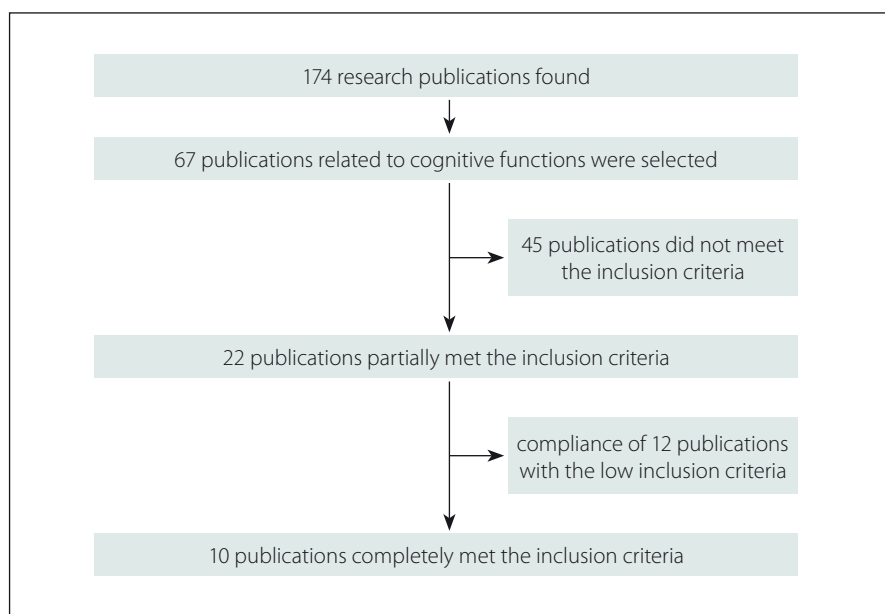 174 research publications found
67 publications related to cognitive functions were selected
45 publications did not meet
the inclusion criteria
22 publications partially met the inclusion criteria
compliance of 12 publications
with the low inclusion criteria
10 publications completely met the inclusion criteria